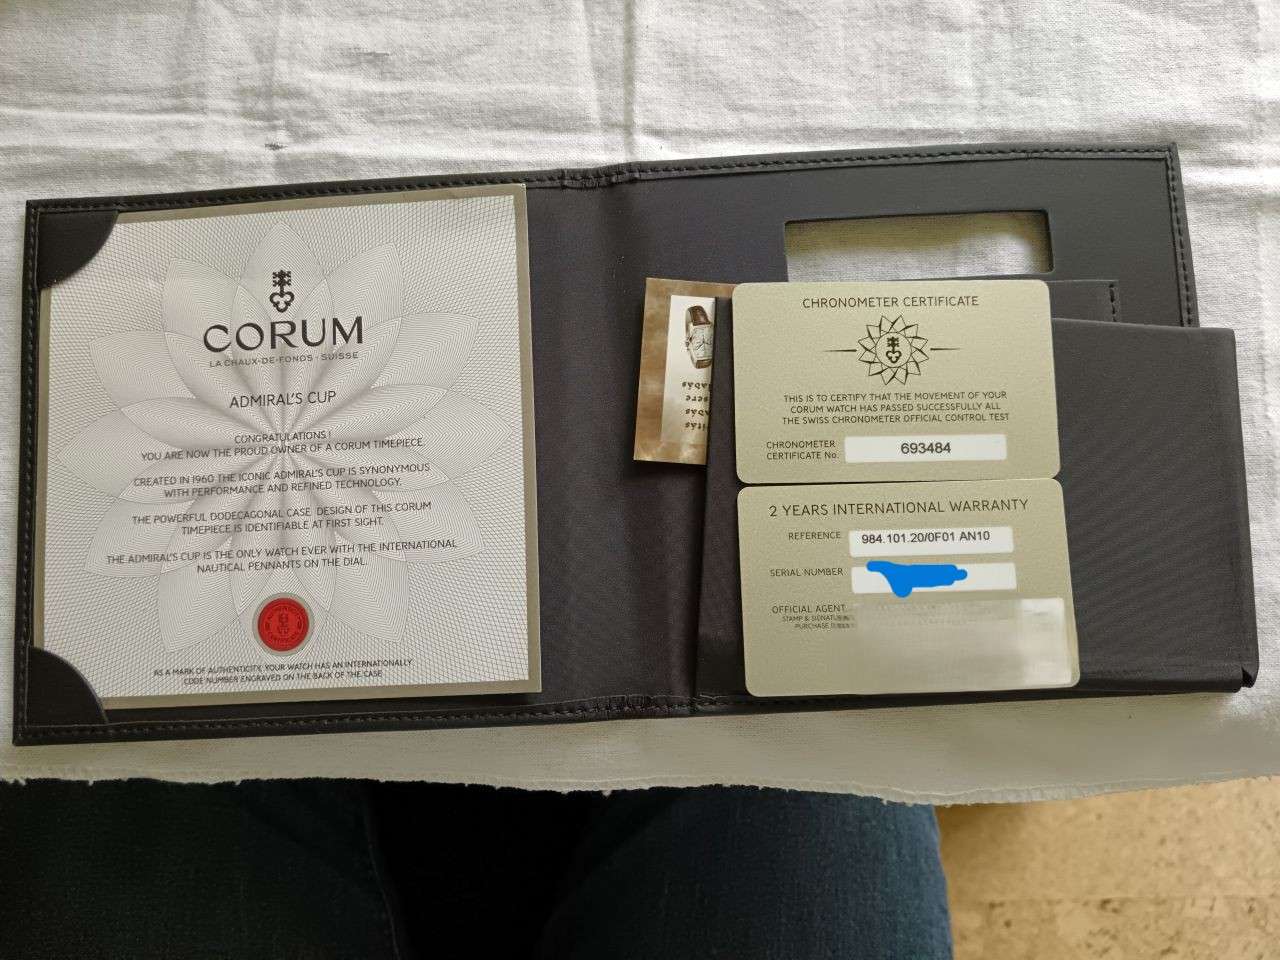 CORUM
LA CHAUX-DE-FONDS · SUISSE
ADMIRAL'S CUP
CONGRATULATIONS !
YOU ARE NOW THE PROUD OWNER OF A CORUM TIMEPIECE.
CREATED IN 1960 THE ICONIC ADMIRAL'S CUP IS SYNONYMOUS
WITH PERFORMANCE AND REFINED TECHNOLOGY.
THE POWERFUL DODECAGONAL CASE DESIGN OF THIS CORUM
TIMEPIECE IS IDENTIFIABLE AT FIRST SIGHT.
THE ADMIRAL'S CUP IS THE ONLY WATCH EVER WITH THE INTERNATIONAL
NAUTICAL PENNANTS ON THE DIAL.
AS A MARK OF AUTHENTICITY, YOUR WATCH HAS AN INTERNATIONALLY
CODE NUMBER ENGRAVED ON THE BACK OF THE CASE
CHRONOMETER CERTIFICATE
THIS IS TO CERTIFY THAT THE MOVEMENT OF YOUR
CORUM WATCH HAS PASSED SUCCESSFULLY ALL
THE SWISS CHRONOMETER OFFICIAL CONTROL TEST
CHRONOMETER
CERTIFICATE No. 693484
2 YEARS INTERNATIONAL WARRANTY
REFERENCE 984.101.20/0F01 AN10
SERIAL NUMBER
OFFICIAL AGENT
STAMP & SIGNATURE
PURCHASE